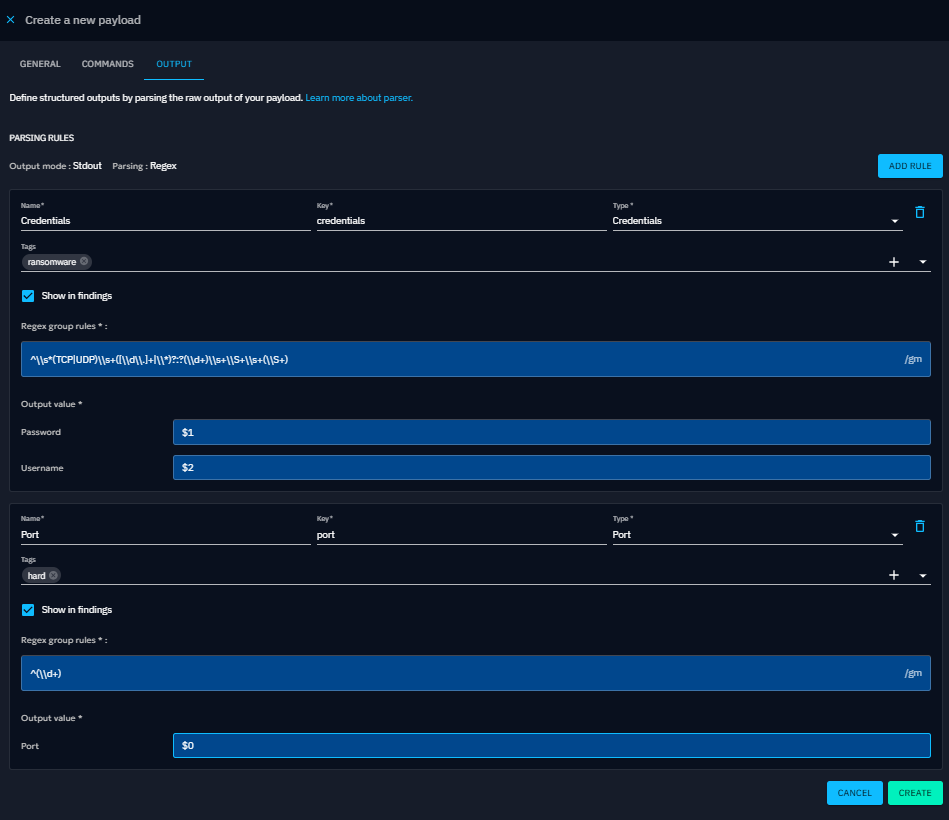 Create a new payload
GENERAL COMMANDS OUTPUT
Define structured outputs by parsing the raw output of your payload. Learn more about parser.
PARSING RULES
Output mode : Stdout Parsing : Regex
ADD RULE
Name* Key* Type *
Credentials credentials Credentials
Tags
ransomware
Show in findings
Regex group rules * :
^\\s*(TCP|UDP)\\s+([\\d\\.]+|\\*)?:?(\\d+)\\s+\\S+\\s+(\\S+) /gm
Output value *
Password $1
Username $2
Name* Key* Type *
Port port Port
Tags
hard
Show in findings
Regex group rules * :
^(\\d+) /gm
Output value *
Port $0
CANCEL CREATE